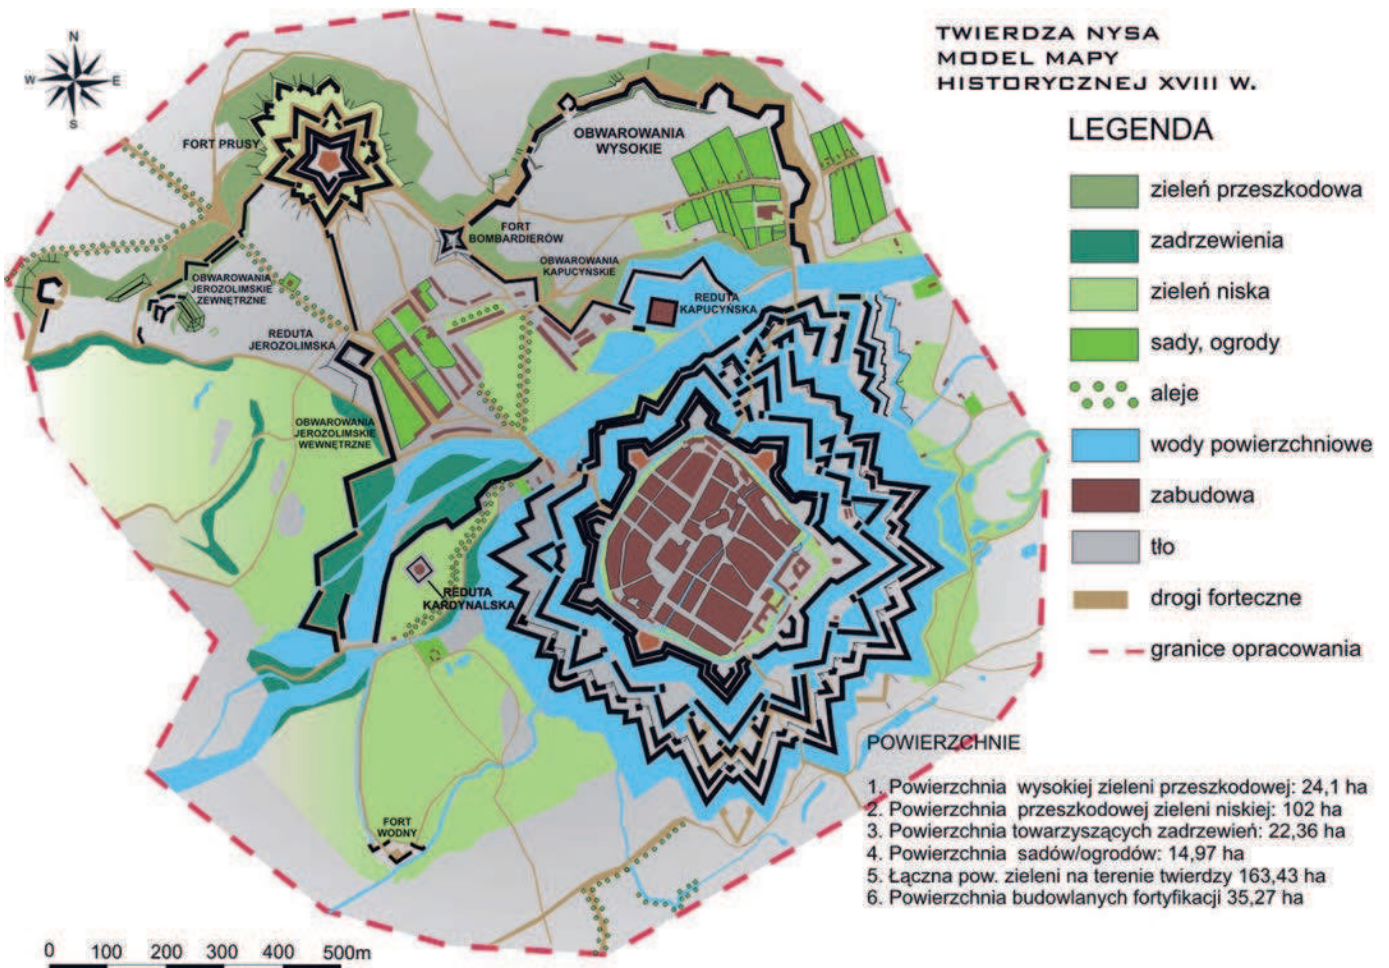 TWIERDZA NYSA
MODEL MAPY
HISTORYCZNEJ XVIII W.
N
W
E
S
LEGENDA
zieleń przeszkodowa
zadrzewienia
zieleń niska
sady, ogrody
aleje
wody powierzchniowe
zabudowa
tło
drogi forteczne
granice opracowania
FORT PRUSY
OBWAROWANIA
WYSOKIE
FORT
BOMBARDIERÓW
OBWAROWANIA
KAPUCYŃSKIE
OBWAROWANIA
JEROZOLIMSKIE
ZEWNĘTRZNE
REDUTA
KAPUCYŃSKA
REDUTA
JEROZOLIMSKA
OBWAROWANIA
JEROZOLIMSKIE
WEWNĘTRZNE
REDUTA
KARDYNALSKA
FORT
WODNY
POWIERZCHNIE
1. Powierzchnia wysokiej zieleni przeszkodowej: 24,1 ha
2. Powierzchnia przeszkodowej zieleni niskiej: 102 ha
3. Powierzchnia towarzyszących zadrzewień: 22,36 ha
4. Powierzchnia sadów/ogrodów: 14,97 ha
5. Łączna pow. zieleni na terenie twierdzy 163,43 ha
6. Powierzchnia budowlanych fortyfikacji 35,27 ha
0 100 200 300 400 500m